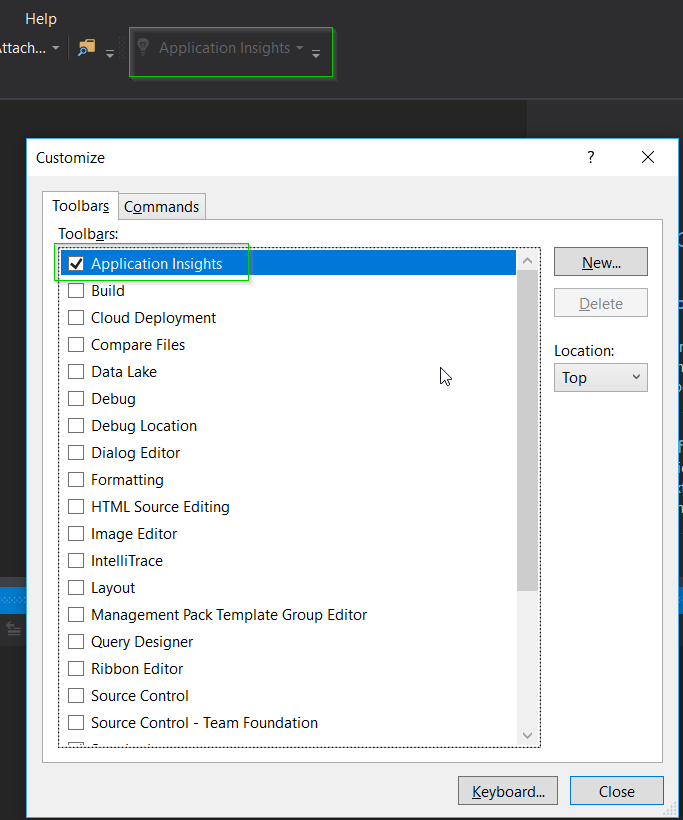 Help
Attach...
Application Insights
Customize
?
Toolbars
Commands
Toolbars:
Application Insights
New...
Build
Delete
Cloud Deployment
Compare Files
Location:
Data Lake
Top
Debug
Debug Location
Dialog Editor
Formatting
HTML Source Editing
Image Editor
IntelliTrace
Layout
Management Pack Template Group Editor
Query Designer
Ribbon Editor
Source Control
Source Control - Team Foundation
Keyboard...
Close